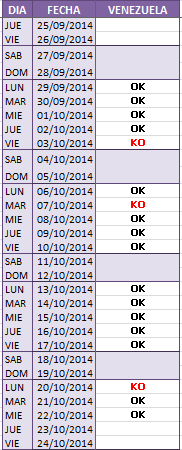 DIA FECHA VENEZUELA
JUE 25/09/2014
VIE 26/09/2014
SAB 27/09/2014
DOM 28/09/2014
LUN 29/09/2014 OK
MAR 30/09/2014 OK
MIE 01/10/2014 OK
JUE 02/10/2014 OK
VIE 03/10/2014 KO
SAB 04/10/2014
DOM 05/10/2014
LUN 06/10/2014 OK
MAR 07/10/2014 KO
MIE 08/10/2014 OK
JUE 09/10/2014 OK
VIE 10/10/2014 OK
SAB 11/10/2014
DOM 12/10/2014
LUN 13/10/2014 OK
MAR 14/10/2014 OK
MIE 15/10/2014 OK
JUE 16/10/2014 OK
VIE 17/10/2014 OK
SAB 18/10/2014
DOM 19/10/2014
LUN 20/10/2014 KO
MAR 21/10/2014 OK
MIE 22/10/2014 OK
JUE 23/10/2014
VIE 24/10/2014